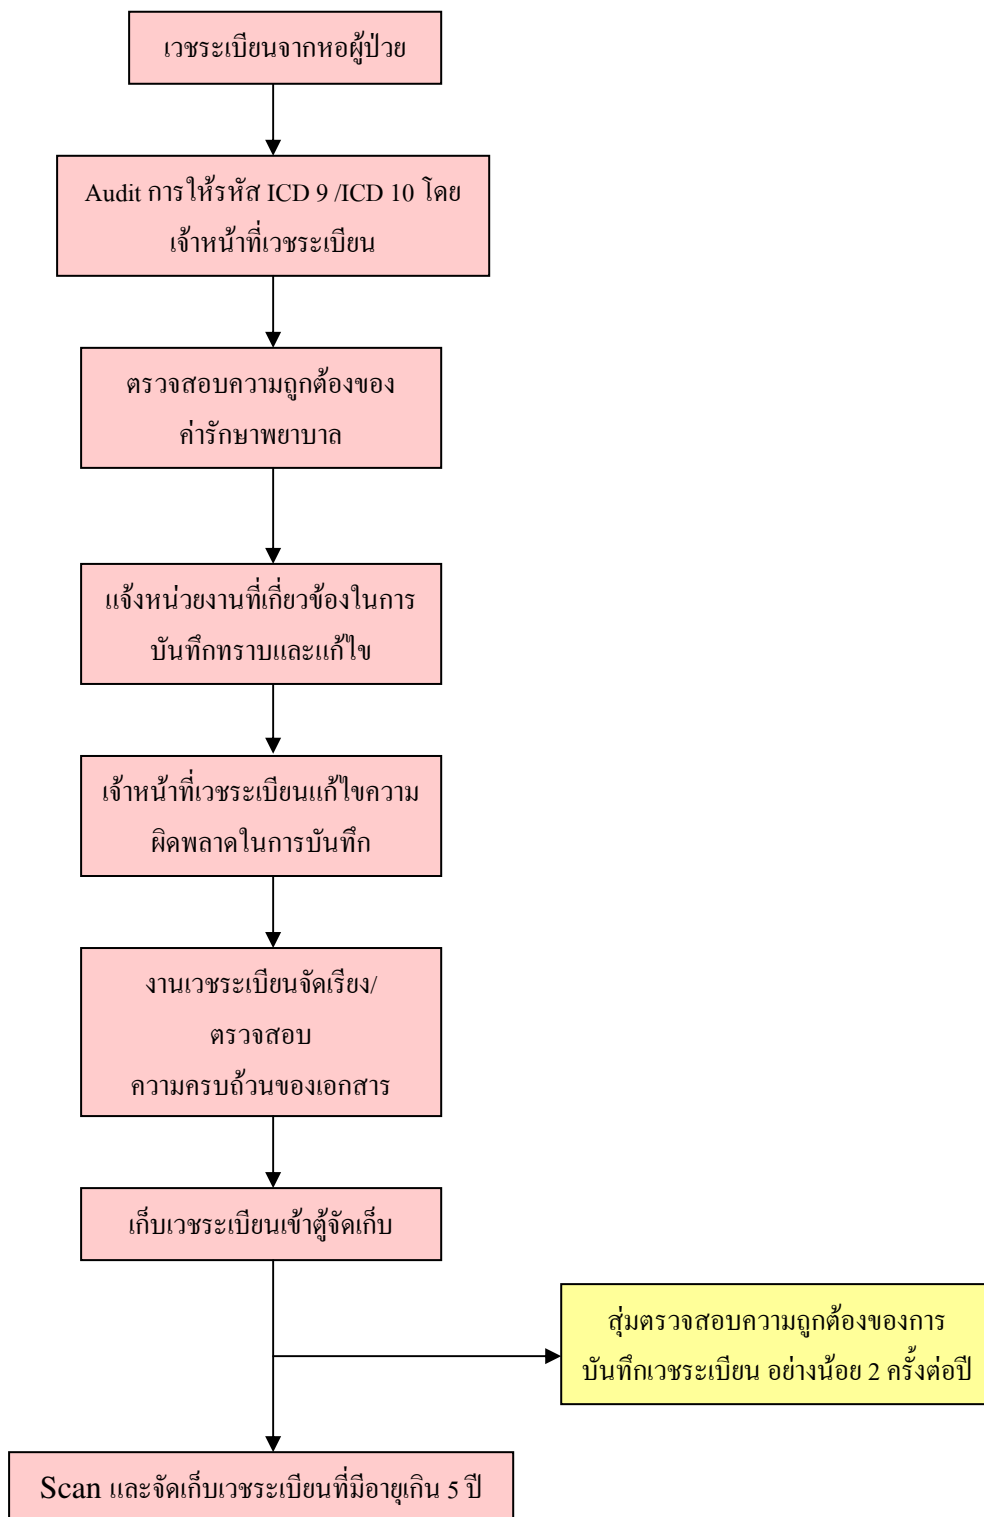 เวชระเบียนจากหอผู้ป่วย
Audit การให้รหัส ICD 9 /ICD 10 โดย
เจ้าหน้าที่เวชระเบียน
ตรวจสอบความถูกต้องของ
ค่ารักษาพยาบาล
แจ้งหน่วยงานที่เกี่ยวข้องในการ
บันทึกทราบและแก้ไข
เจ้าหน้าที่เวชระเบียนแก้ไขความ
ผิดพลาดในการบันทึก
งานเวชระเบียนจัดเรียง/
ตรวจสอบ
ความครบถ้วนของเอกสาร
เก็บเวชระเบียนเข้าตู้จัดเก็บ
สุ่มตรวจสอบความถูกต้องของการ
บันทึกเวชระเบียน อย่างน้อย 2 ครั้งต่อปี
Scan และจัดเก็บเวชระเบียนที่มีอายุเกิน 5 ปี